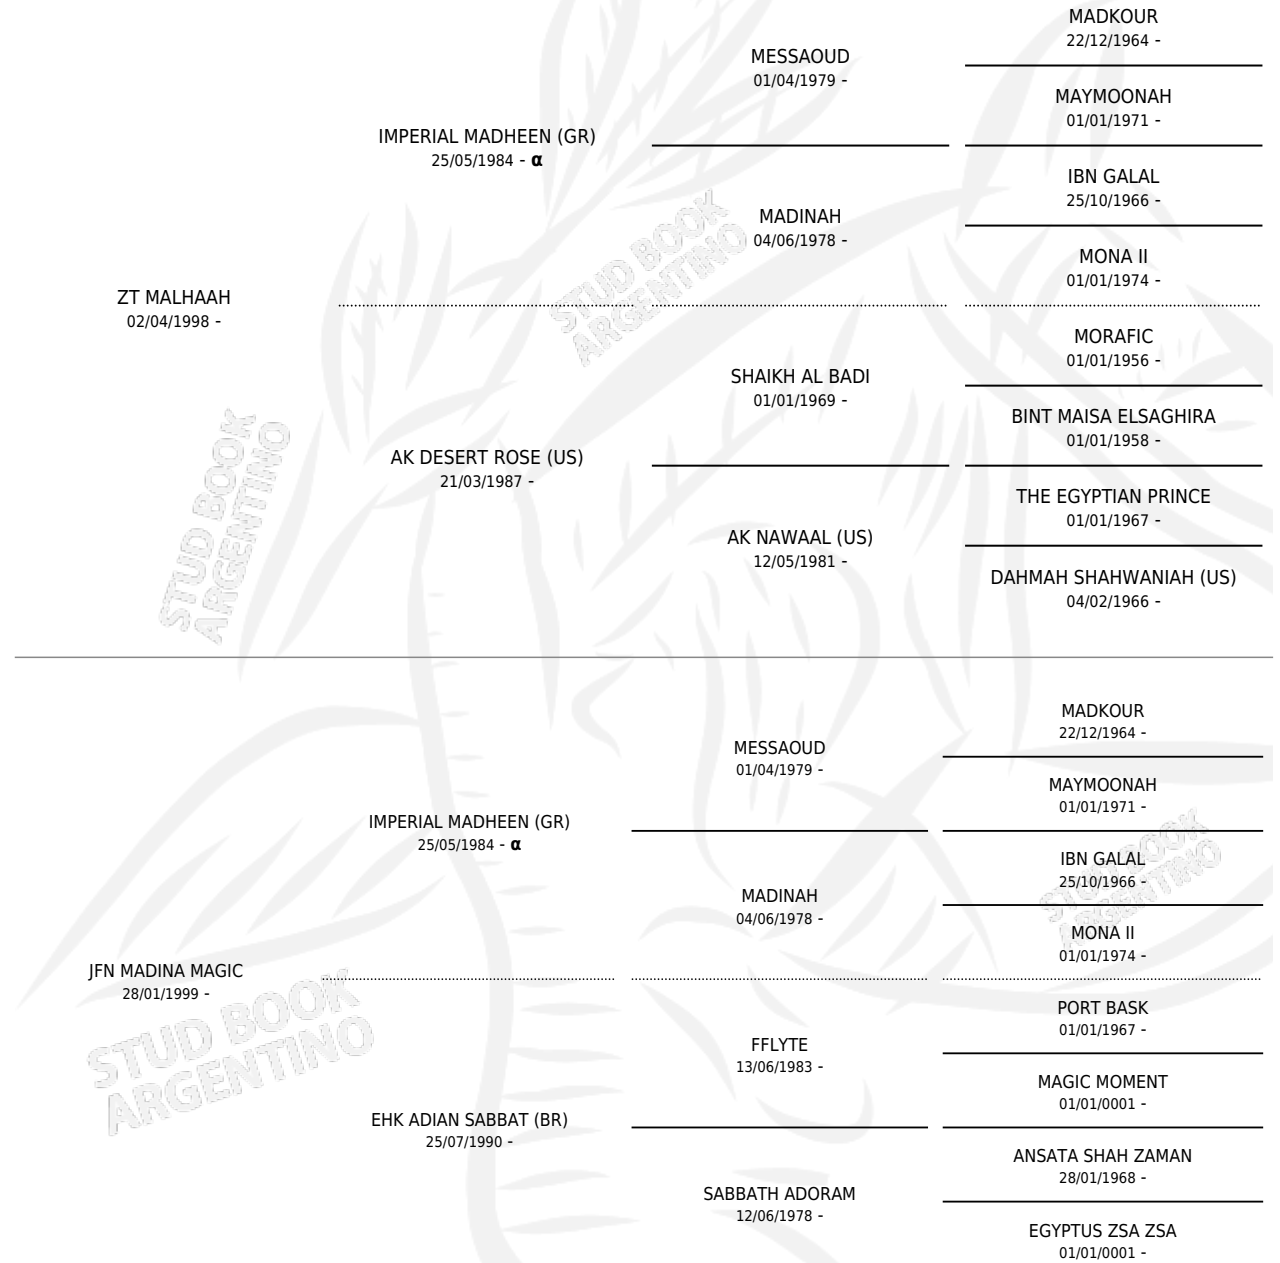 MADKOUR
22/12/1964 -
MESSAOUD
01/04/1979 -
MAYMOONAH
01/01/1971 -
IMPERIAL MADHEEN (GR)
25/05/1984 - α
IBN GALAL
25/10/1966 -
MADINAH
04/06/1978 -
MONA II
01/01/1974 -
ZT MALHAAH
02/04/1998 -
MORAFIC
01/01/1956 -
SHAIKH AL BADI
01/01/1969 -
BINT MAISA ELSAGHIRA
01/01/1958 -
AK DESERT ROSE (US)
21/03/1987 -
THE EGYPTIAN PRINCE
01/01/1967 -
AK NAWAAL (US)
12/05/1981 -
DAHMAH SHAHWANIAH (US)
04/02/1966 -
STUD BOOK
ARGENTINO
STUD BOOK
ARGENTINO
MADKOUR
22/12/1964 -
MESSAOUD
01/04/1979 -
MAYMOONAH
01/01/1971 -
IMPERIAL MADHEEN (GR)
25/05/1984 - α
IBN GALAL
25/10/1966 -
MADINAH
04/06/1978 -
MONA II
01/01/1974 -
JFN MADINA MAGIC
28/01/1999 -
PORT BASK
01/01/1967 -
FFLYTE
13/06/1983 -
MAGIC MOMENT
01/01/0001 -
EHK ADIAN SABBAT (BR)
25/07/1990 -
ANSATA SHAH ZAMAN
28/01/1968 -
SABBATH ADORAM
12/06/1978 -
EGYPTUS ZSA ZSA
01/01/0001 -
STUD BOOK
ARGENTINO
STUD BOOK
ARGENTINO